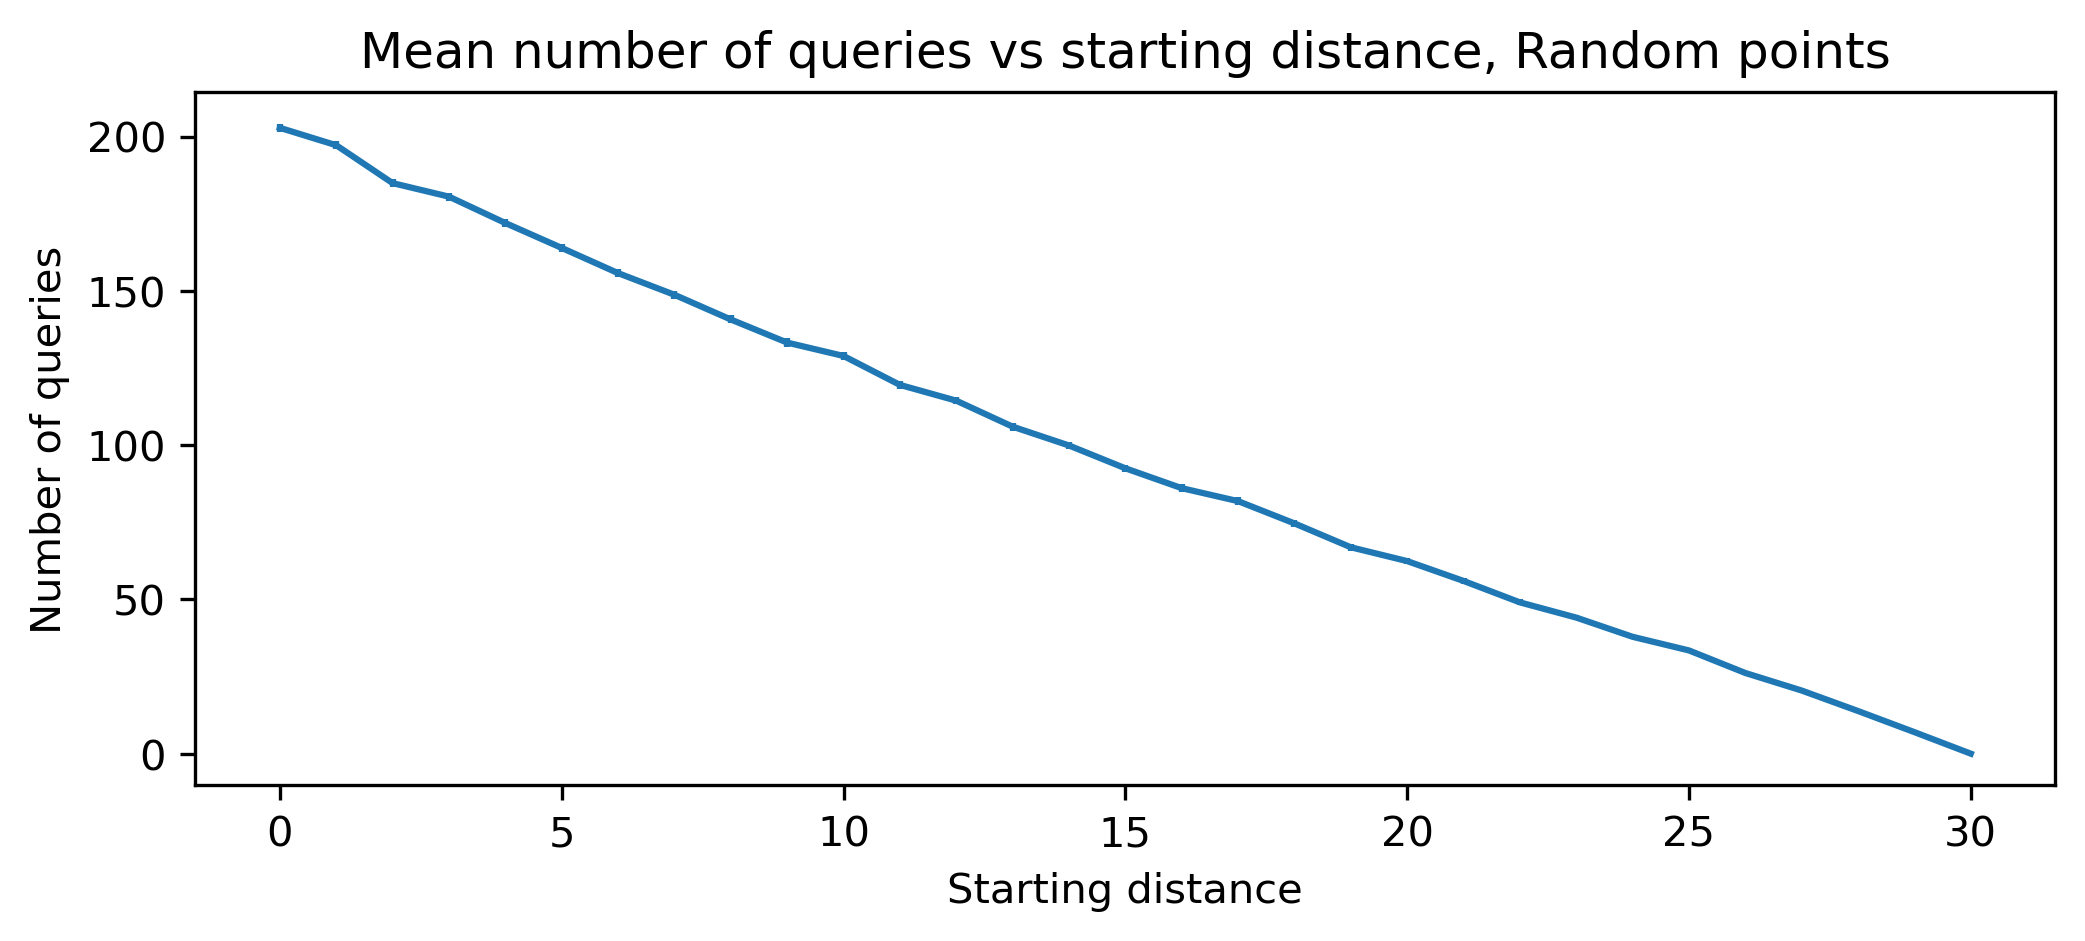 Mean number of queries vs starting distance, Random points
Number of queries
200
150
100
50
0
0 5 10 15 20 25 30
Starting distance